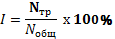 I = Nтр / Nобщ x 100%